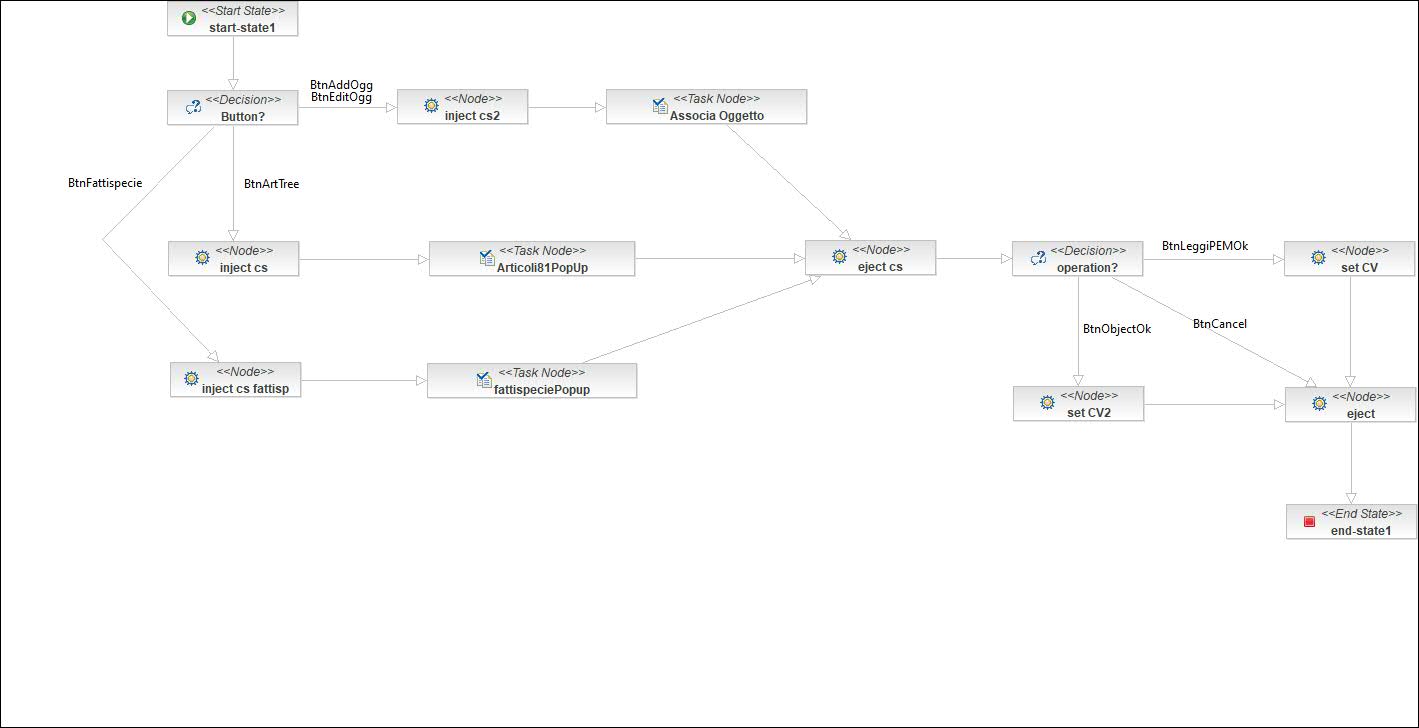 <<Start State>>
start-state1
<<Decision>>
Button?
BtnAddOgg
BtnEditOgg
<<Node>>
inject cs2
<<Task Node>>
Associa Oggetto
BtnFattispecie
BtnArtTree
<<Node>>
inject cs
<<Task Node>>
Articoli81PopUp
<<Node>>
eject cs
<<Decision>>
operation?
BtnLeggiPEMOk
<<Node>>
set CV
BtnObjectOk
BtnCancel
<<Node>>
inject cs fattisp
<<Task Node>>
fattispeciePopup
<<Node>>
set CV2
<<Node>>
eject
<<End State>>
end-state1